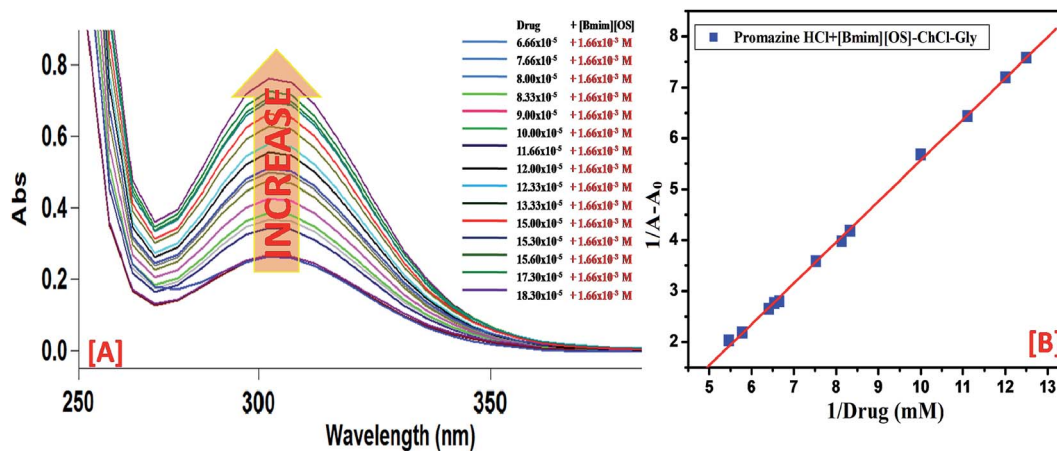 Drug + [Bmim][OS]
6.66x10⁻⁵ + 1.66x10⁻³ M
7.66x10⁻⁵ + 1.66x10⁻³ M
8.00x10⁻⁵ + 1.66x10⁻³ M
8.33x10⁻⁵ + 1.66x10⁻³ M
9.00x10⁻⁵ + 1.66x10⁻³ M
10.00x10⁻⁵ + 1.66x10⁻³ M
11.66x10⁻⁵ + 1.66x10⁻³ M
12.00x10⁻⁵ + 1.66x10⁻³ M
12.33x10⁻⁵ + 1.66x10⁻³ M
13.33x10⁻⁵ + 1.66x10⁻³ M
15.00x10⁻⁵ + 1.66x10⁻³ M
15.30x10⁻⁵ + 1.66x10⁻³ M
15.60x10⁻⁵ + 1.66x10⁻³ M
17.30x10⁻⁵ + 1.66x10⁻³ M
18.30x10⁻⁵ + 1.66x10⁻³ M
INCREASE
Abs
0.8
0.6
0.4
0.2
0.0
[A]
250 300 350
Wavelength (nm)
Promazine HCl+[Bmim][OS]-ChCl-Gly
1/A-A₀
8
7
6
5
4
3
2
[B]
5 6 7 8 9 10 11 12 13
1/Drug (mM)